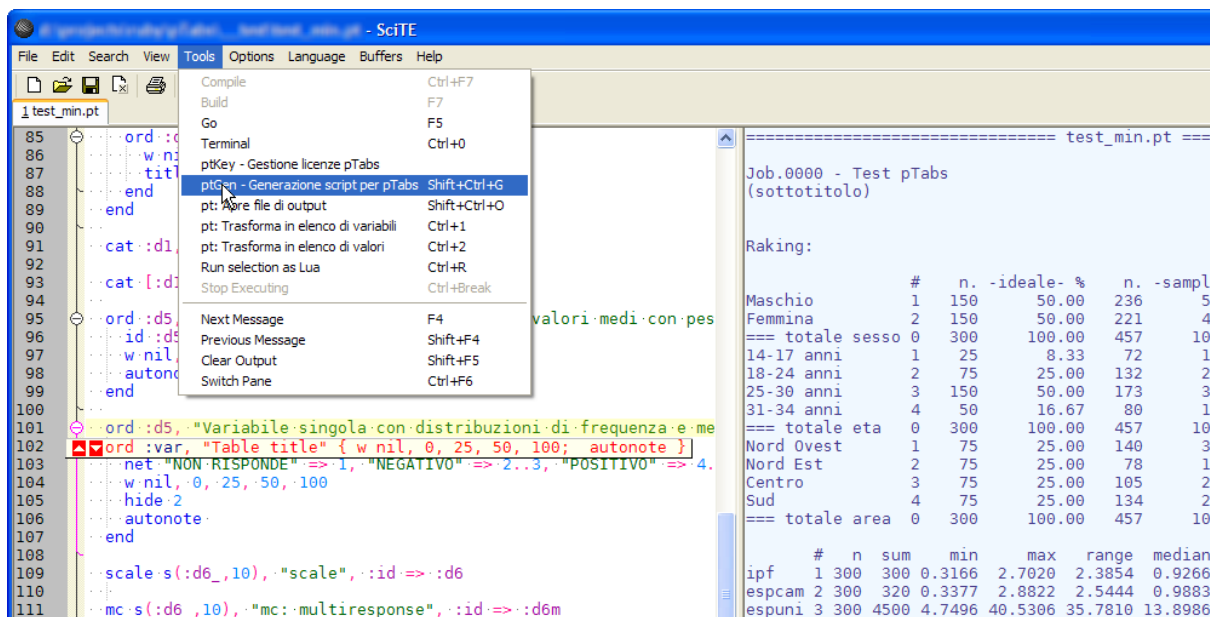 - SciTE
File Edit Search View Tools Options Language Buffers Help
1 test_min.pt
Compile Ctrl+F7
Build F7
Go F5
Terminal Ctrl+0
ptKey - Gestione licenze pTabs
ptGen - Generazione script per pTabs Shift+Ctrl+G
pt: Apre file di output Shift+Ctrl+O
pt: Trasforma in elenco di variabili Ctrl+1
pt: Trasforma in elenco di valori Ctrl+2
Run selection as Lua Ctrl+R
Stop Executing Ctrl+Break
Next Message F4
Previous Message Shift+F4
Clear Output Shift+F5
Switch Pane Ctrl+F6
85 ord :
86 w
87
88 end
89 end
90
91 cat :d1,
92
93 cat [:d1
94
95 ord :d5, valori medi con pes
96 id :d5
97 w nil,
98 autono
99 end
100
101 ord :d5, "Variabile singola con distribuzioni di frequenza e me
102 ord :var, "Table title" { w nil, 0, 25, 50, 100; autonote }
103 net "NON RISPONDE" => 1, "NEGATIVO" => 2..3, "POSITIVO" => 4.
104 w nil, 0, 25, 50, 100
105 hide 2
106 autonote
107 end
108
109 scale s(:d6_,10), "scale", :id => :d6
110
111 mc s(:d6_,10), "mc: multiresponse", :id => :d6m
================================ test_min.pt ===
Job.0000 - Test pTabs
(sottotitolo)
Raking:
# n. -ideale- % n. -sampl
Maschio 1 150 50.00 236 5
Femmina 2 150 50.00 221 4
=== totale sesso 0 300 100.00 457 10
14-17 anni 1 25 8.33 72 1
18-24 anni 2 75 25.00 132 2
25-30 anni 3 150 50.00 173 3
31-34 anni 4 50 16.67 80 1
=== totale eta 0 300 100.00 457 10
Nord Ovest 1 75 25.00 140 3
Nord Est 2 75 25.00 78 1
Centro 3 75 25.00 105 2
Sud 4 75 25.00 134 2
=== totale area 0 300 100.00 457 10
# n sum min max range median
ipf 1 300 300 0.3166 2.7020 2.3854 0.9266
espcam 2 300 320 0.3377 2.8822 2.5444 0.9883
espuni 3 300 4500 4.7496 40.5306 35.7810 13.8986